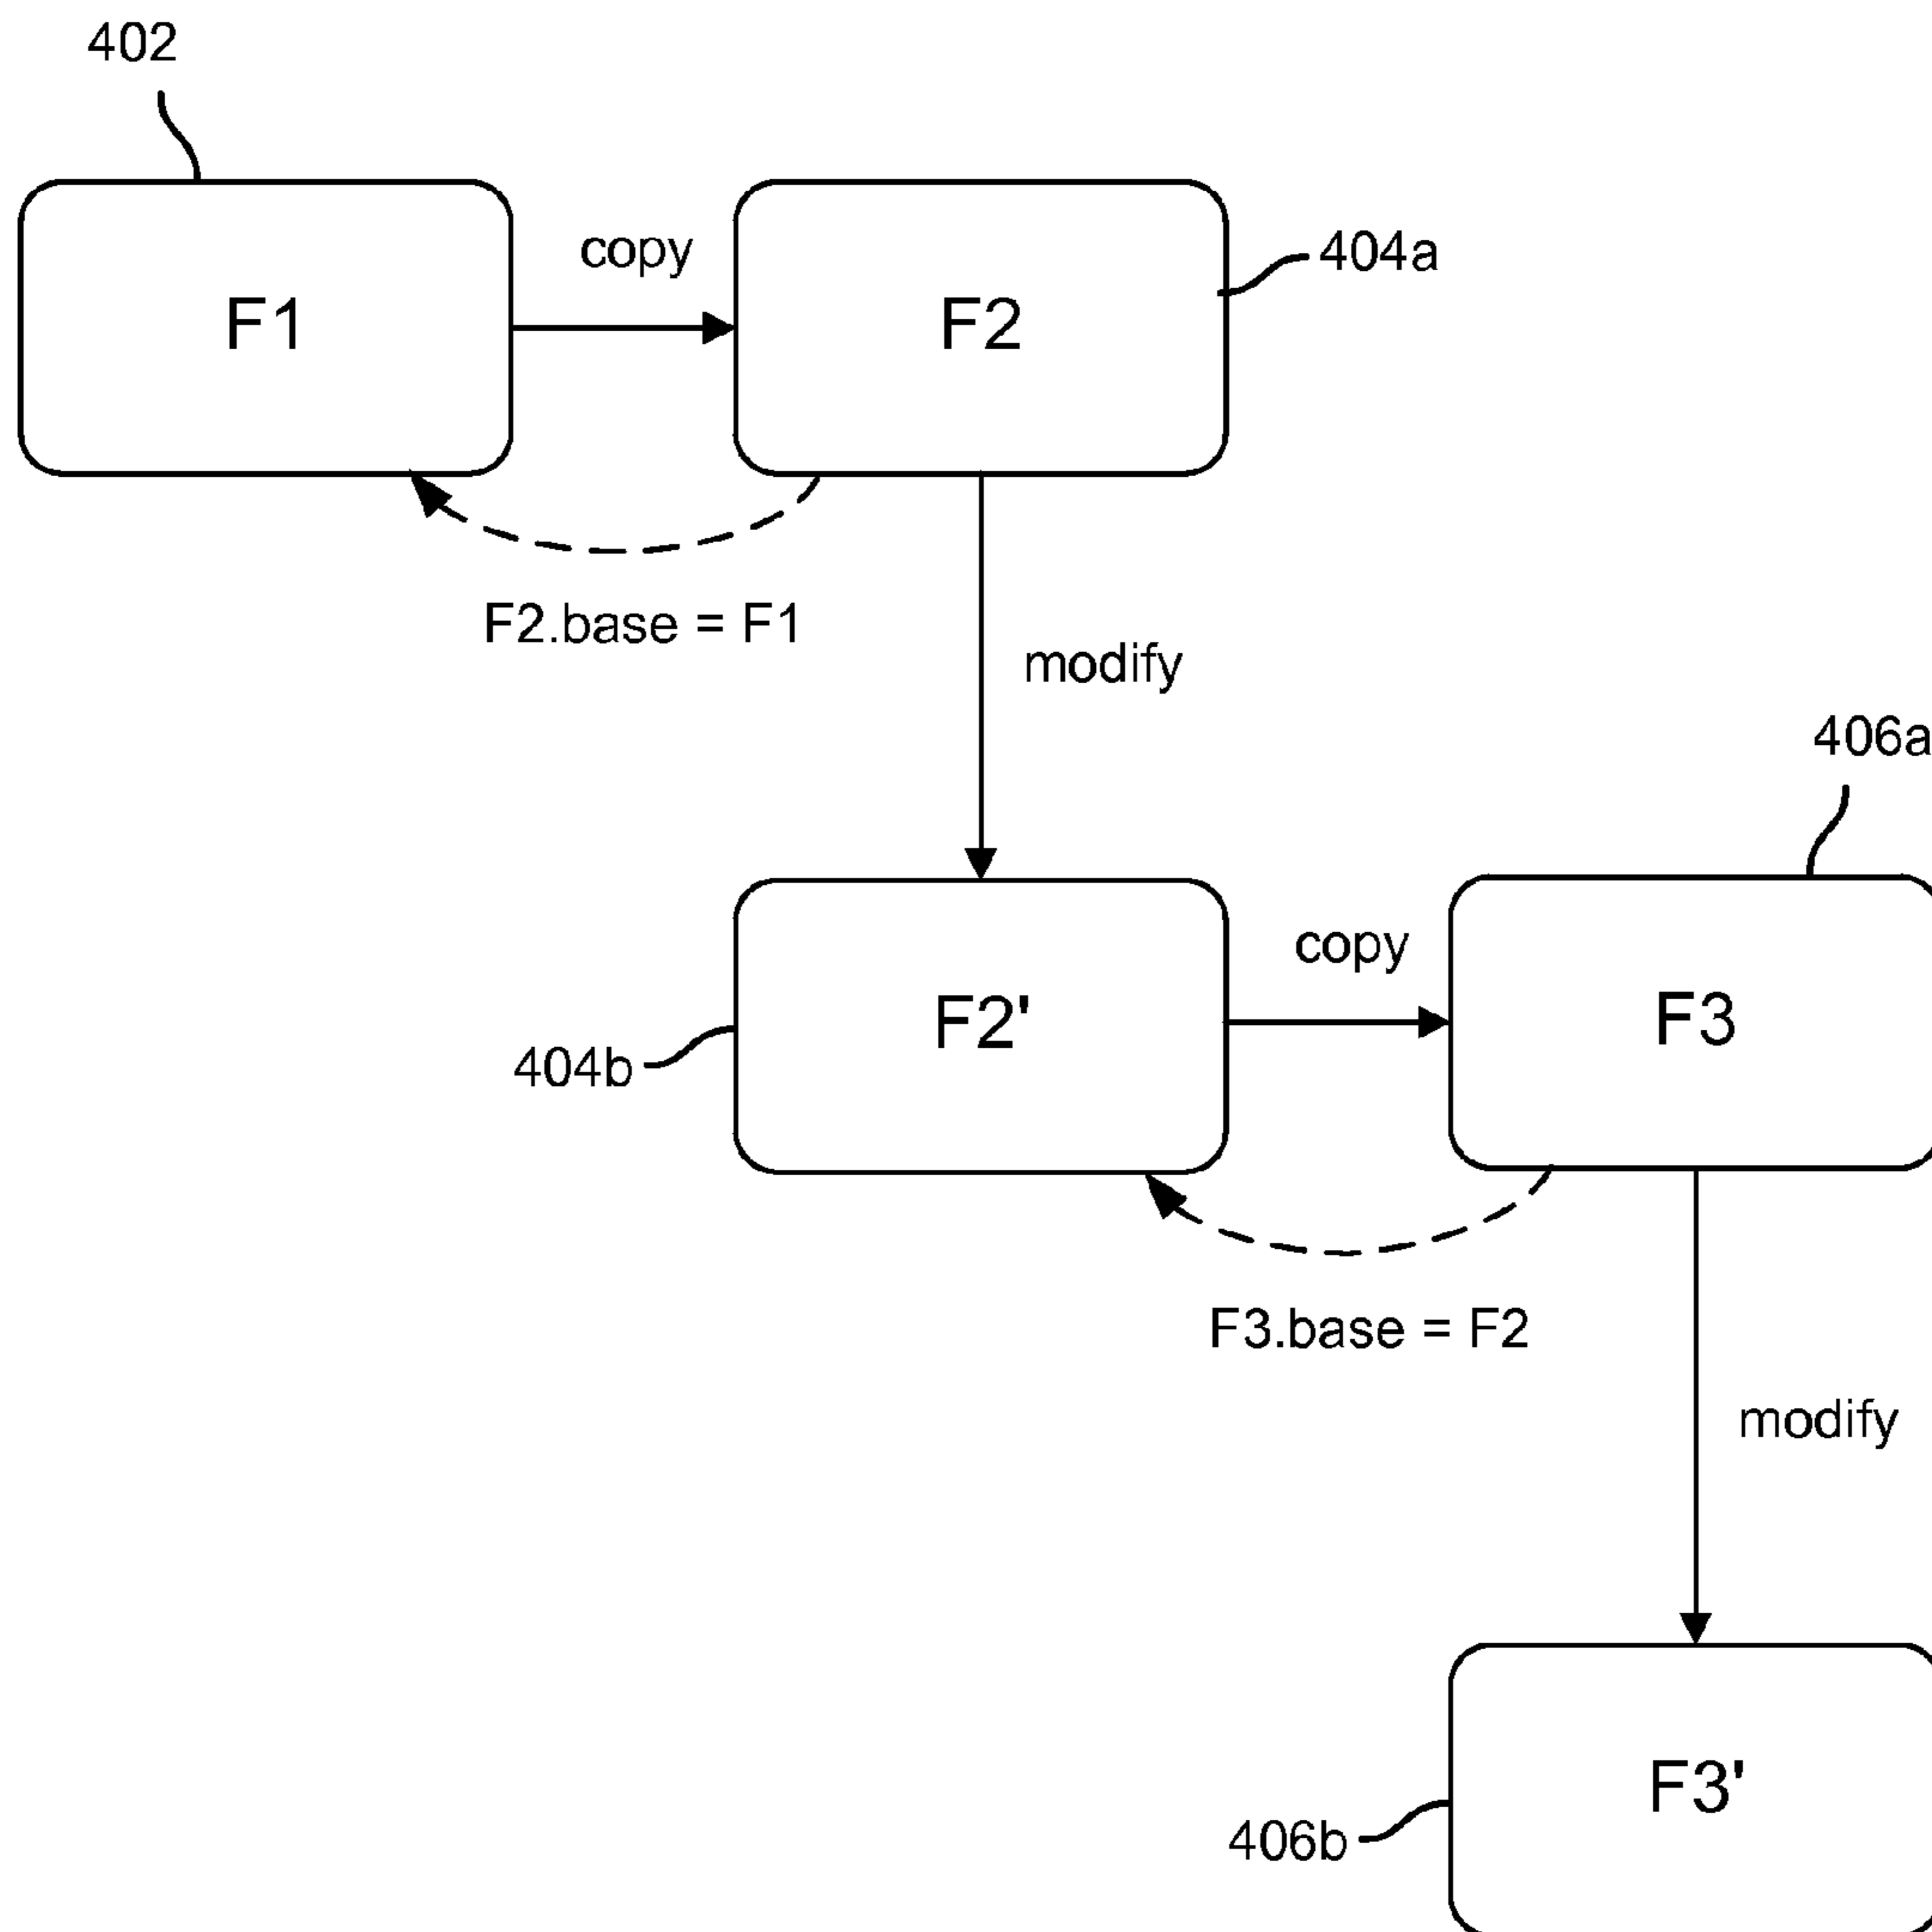 402
F1
copy
F2
404a
F2.base = F1
modify
406a
F2'
copy
F3
404b
F3.base = F2
modify
F3'
406b